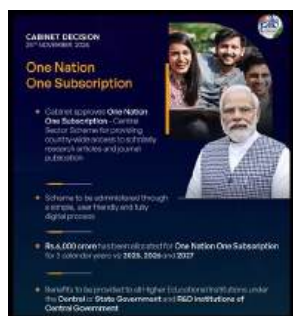 CABINET DECISION
25TH NOVEMBER, 2024
One Nation
One Subscription
Cabinet approves One Nation
One Subscription - Central
Sector Scheme for providing
country-wide access to scholarly
research articles and journal
publication
Scheme to be administered through
a simple, user friendly and fully
digital process
Rs.6,000 crore has been allocated for One Nation One Subscription
for 3 calendar years viz 2025, 2026 and 2027
Benefits to be provided to all Higher Educational Institutions under
the Central or State Government and R&D Institutions of
Central Government